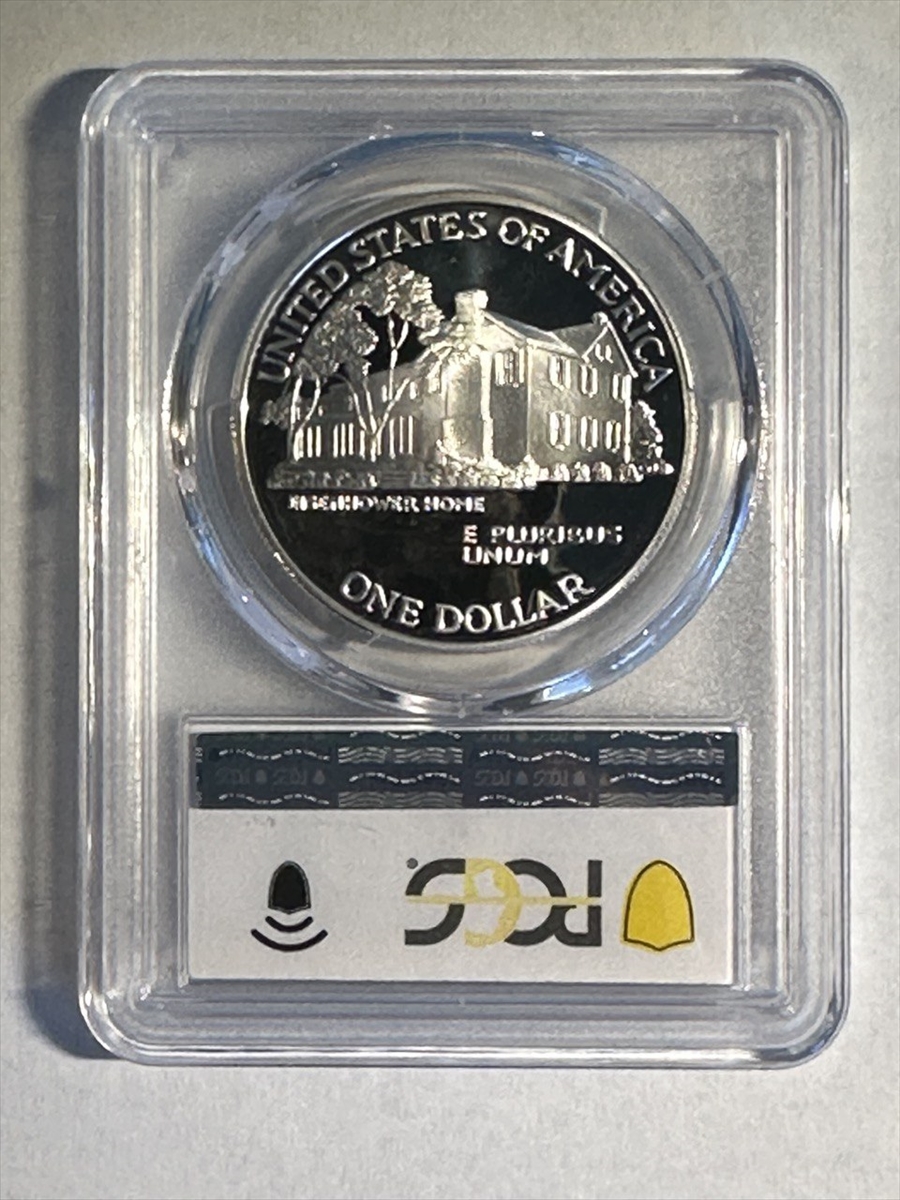 UNITED STATES OF AMERICA
EISENHOWER HOME
E PLURIBUS
UNUM
ONE DOLLAR
PCGS